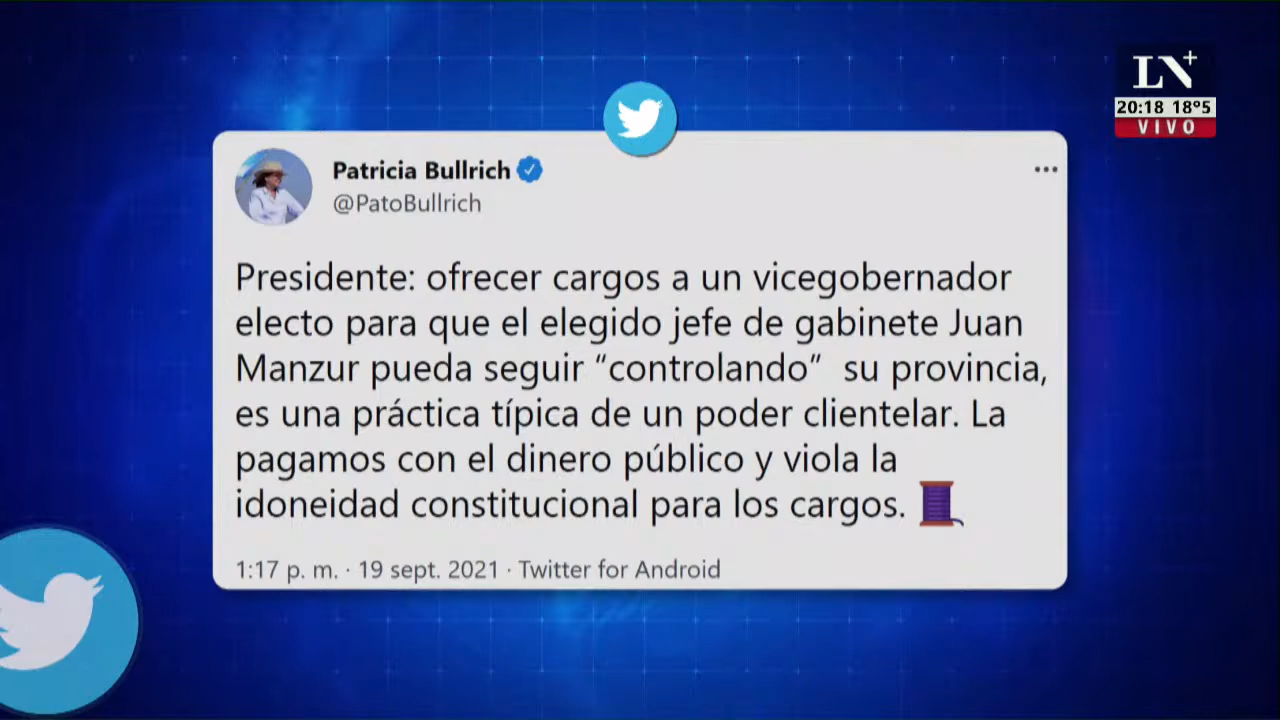 LN+
20:18 18°5
VIVO
Patricia Bullrich
@PatoBullrich
Presidente: ofrecer cargos a un vicegobernador
electo para que el elegido jefe de gabinete Juan
Manzur pueda seguir “controlando”  su provincia,
es una práctica típica de un poder clientelar. La
pagamos con el dinero público y viola la
idoneidad constitucional para los cargos. 🧵
1:17 p. m. · 19 sept. 2021 · Twitter for Android